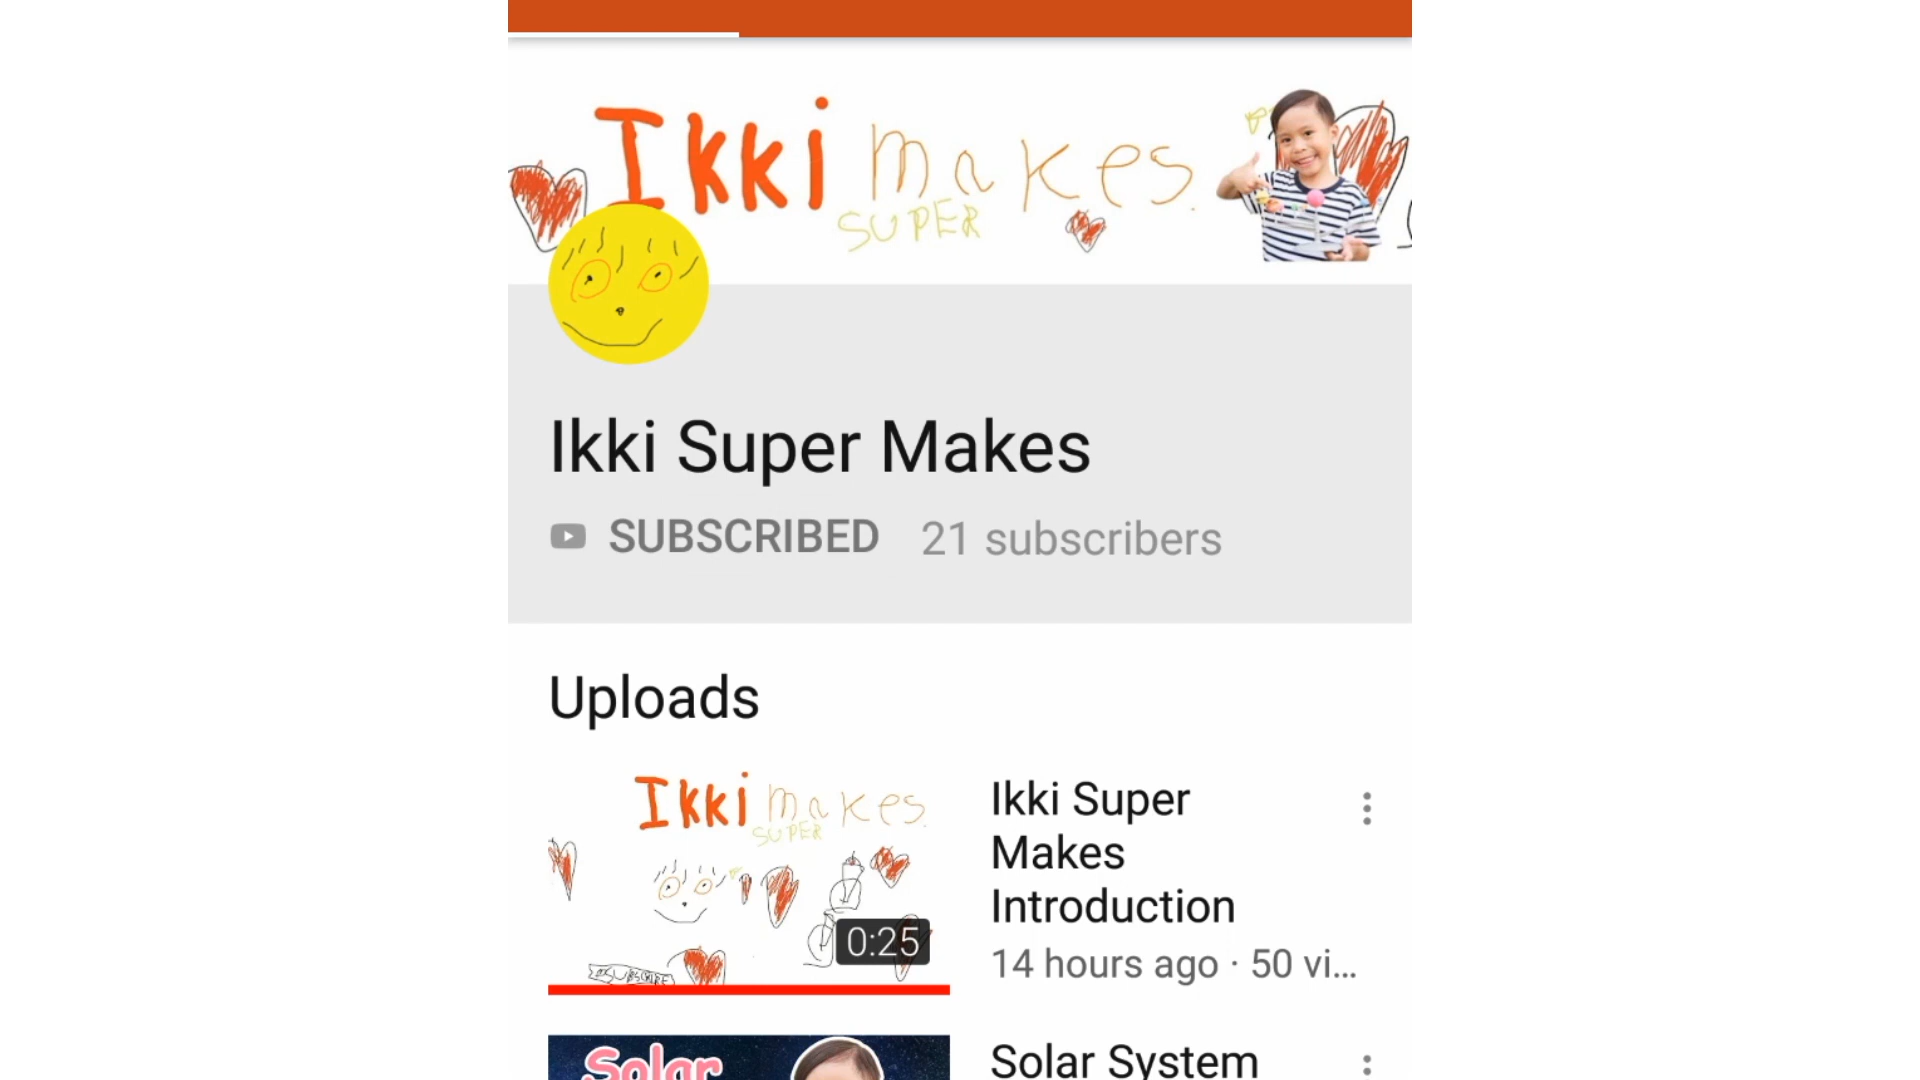 Ikki makes.
SUPER
Ikki Super Makes
SUBSCRIBED 21 subscribers
Uploads
Ikki makes.
SUPER
SUBSCRIBE
0:25
Ikki Super
Makes
Introduction
14 hours ago · 50 vi...
Solar
Solar System